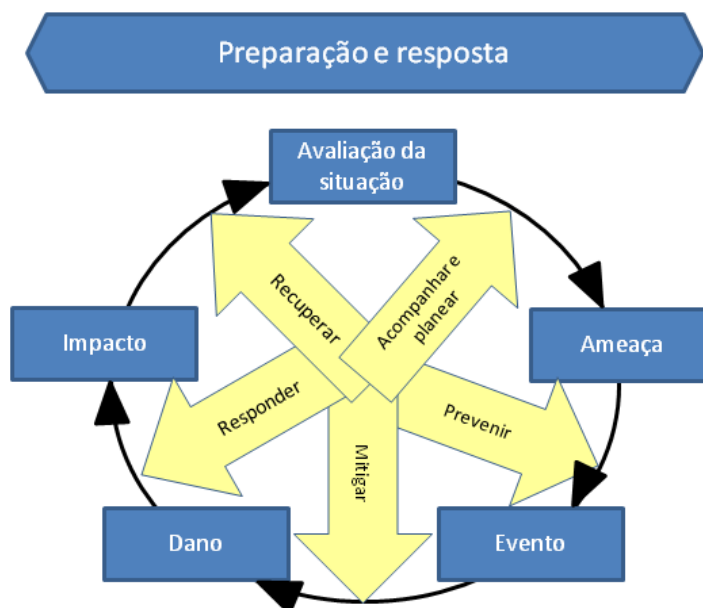 Preparação e resposta
Avaliação da
situação
Acompanhar e
planear
Recuperar
Impacto
Ameaça
Responder
Prevenir
Mitigar
Dano
Evento